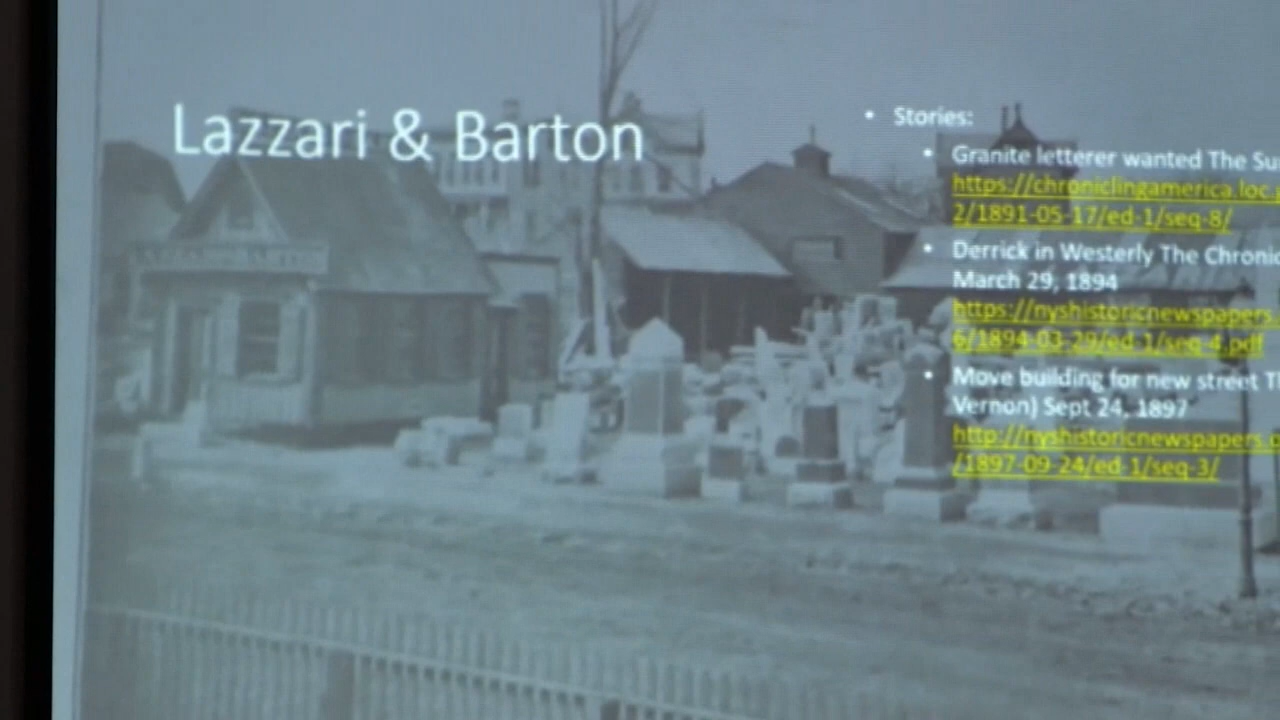 Lazzari & Barton
• Stories:
• Granite letterer wanted The Su
https://chroniclingamerica.loc.
2/1891-05-17/ed-1/seq-8/
• Derrick in Westerly The Chronic
March 29, 1894
https://nyshistoricnewspapers.
6/1894-03-29/ed-1/seq-4.pdf
• Move building for new street T
Vernon) Sept 24, 1897
http://nyshistoricnewspapers.o
/1897-09-24/ed-1/seq-3/